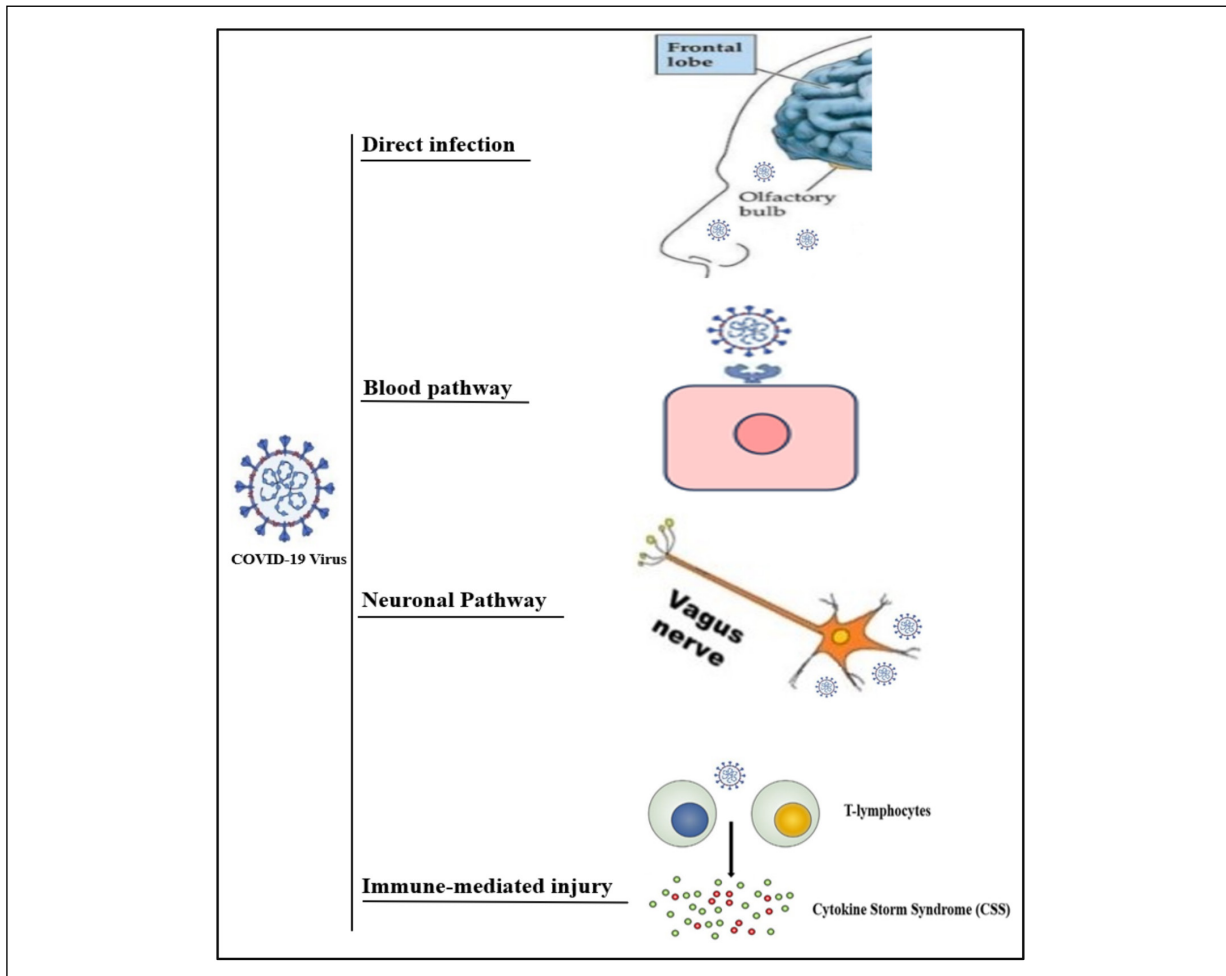 Frontal
lobe
Direct infection
Olfactory
bulb
Blood pathway
COVID-19 Virus
Neuronal Pathway
Vagus
nerve
T-lymphocytes
Immune-mediated injury
Cytokine Storm Syndrome (CSS)